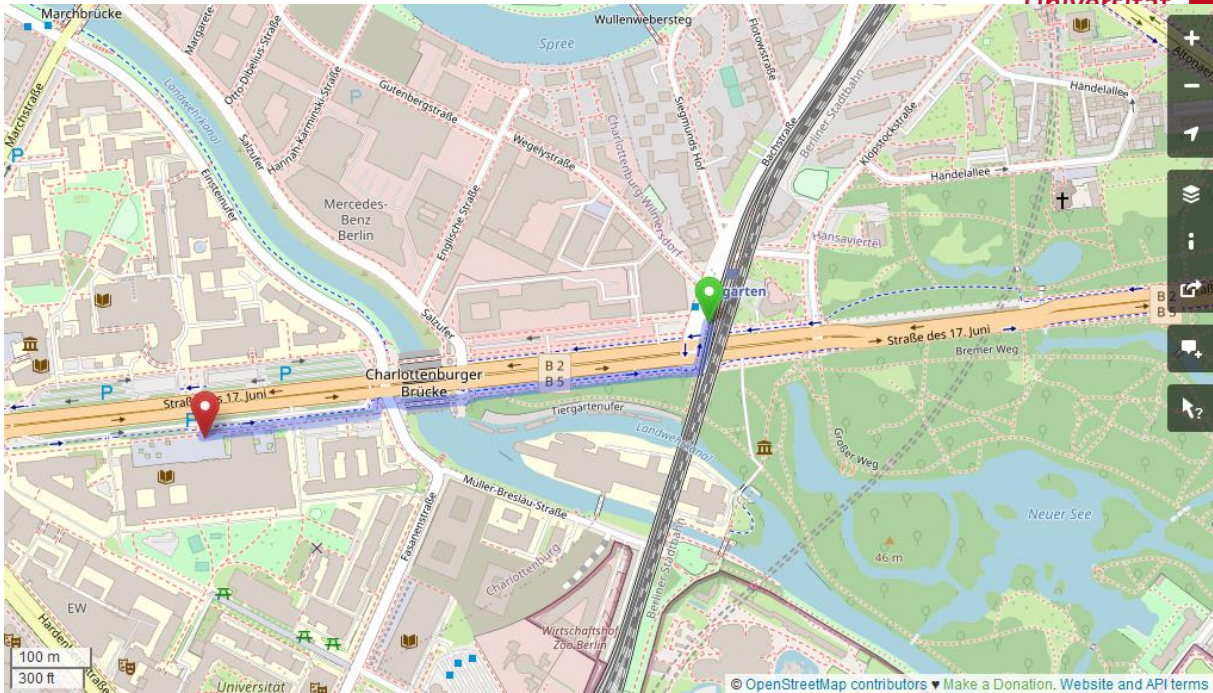 Universität
Marchbrücke
Wullenwebersteg
Spree
Margarete-
Otto-Dibelius-Straße
Flotowstraße
Altonaer
Händelallee
Landwehrkanal
Marchstraße
P
Gutenbergstraße
P
Siegmunds Hof
Bachstraße
Berliner Stadtbahn
Klopstockstraße
Hannah-Karminski-Straße
Salzufer
Wegelystraße
Charlottenburg-Wilmersdorf
P
Einsteinufer
Händelallee
Mercedes-
Benz
Berlin
Englische Straße
Hansaviertel
i
garten
Salzufer
B 2
B 5
Straße des 17. Juni
Bremer Weg
B 2
B 5
Charlottenburger
Brücke
P
P
Straße des 17. Juni
P
Tiergartenufer
Landwehrkanal
Großer Weg
?
Müller-Breslau-Straße
Fasanenstraße
Neuer See
46 m
Charlottenburg
Berliner Stadtbahn
EW
Wirtschaftshof
Zoo Berlin
100 m
300 ft
Universität
© OpenStreetMap contributors ♥ Make a Donation. Website and API terms